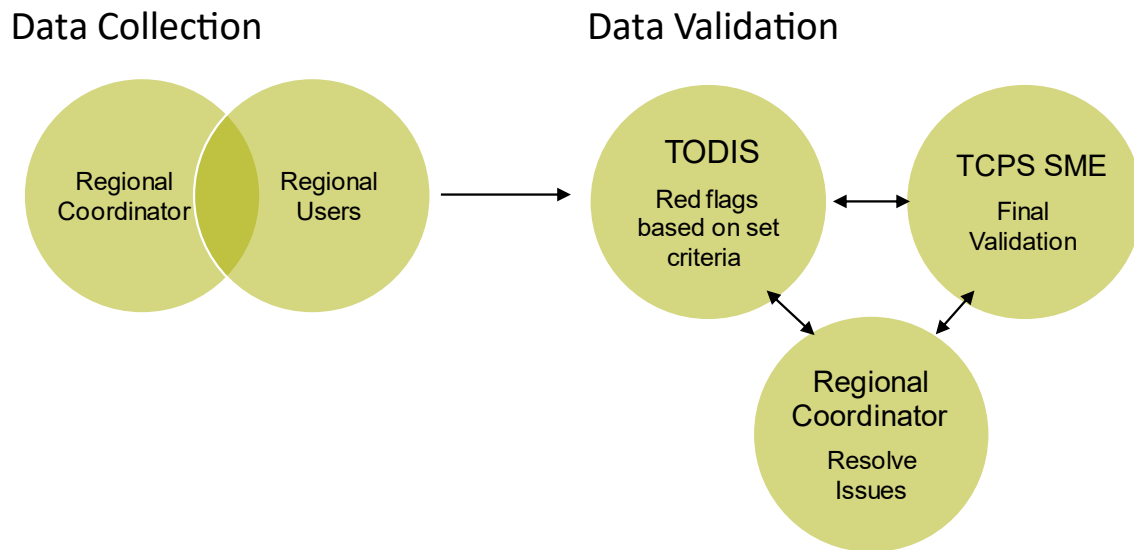 Data Collection
Data Validation
Regional
Coordinator
Regional
Users
TODIS
Red flags
based on set
criteria
TCPS SME
Final
Validation
Regional
Coordinator
Resolve
Issues